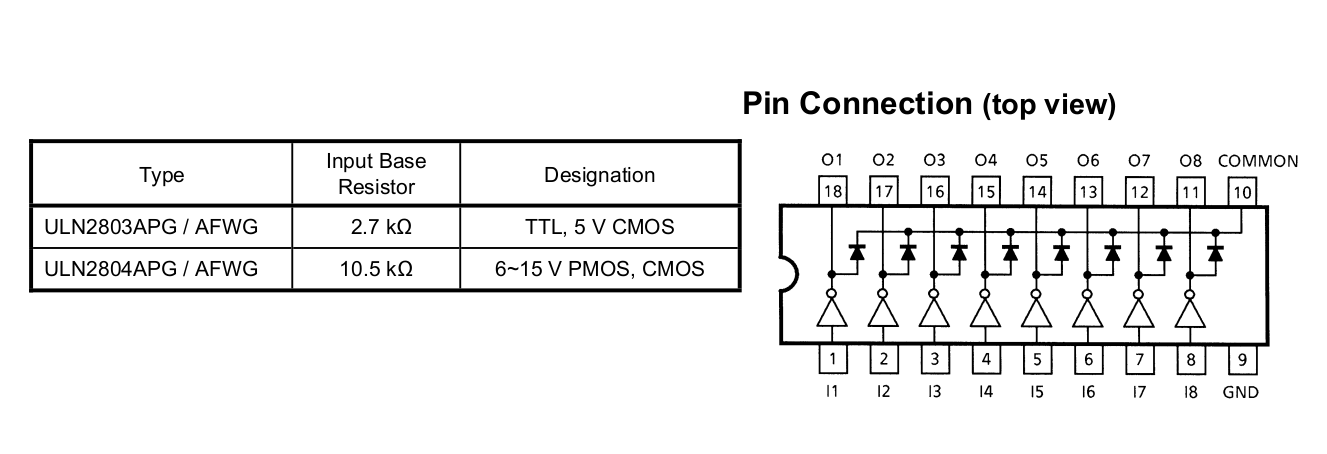 Pin Connection (top view)
Type
Input Base
Resistor
Designation
ULN2803APG / AFWG
2.7 kΩ
TTL, 5 V CMOS
ULN2804APG / AFWG
10.5 kΩ
6~15 V PMOS, CMOS
O1 O2 O3 O4 O5 O6 O7 O8 COMMON
18 17 16 15 14 13 12 11 10
1 2 3 4 5 6 7 8 9
I1 I2 I3 I4 I5 I6 I7 I8 GND